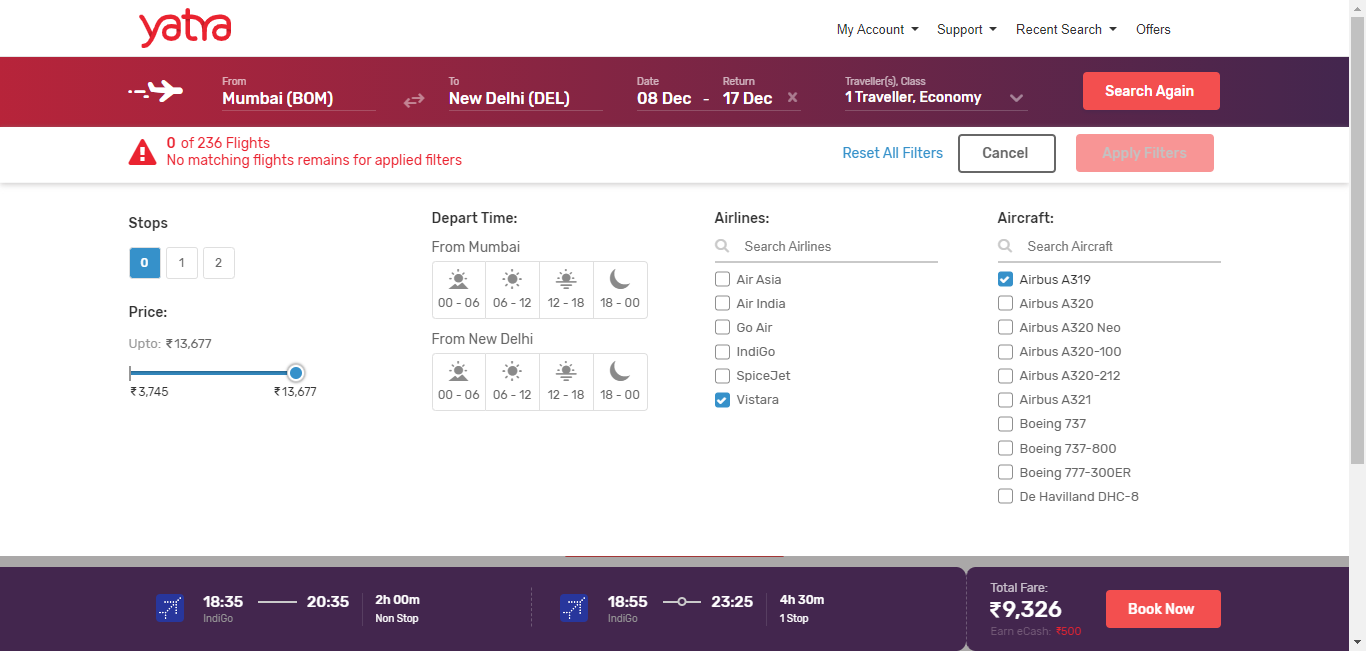 yatra
My Account Support Recent Search Offers
From To Date Return Traveller(s), Class
Mumbai (BOM) New Delhi (DEL) 08 Dec - 17 Dec 1 Traveller, Economy Search Again
0 of 236 Flights
No matching flights remains for applied filters
Reset All Filters Cancel Apply Filters
Stops
0 1 2
Price:
Upto: ₹13,677
₹3,745 ₹13,677
Depart Time:
From Mumbai
00 - 06 06 - 12 12 - 18 18 - 00
From New Delhi
00 - 06 06 - 12 12 - 18 18 - 00
Airlines:
Search Airlines
Air Asia
Air India
Go Air
IndiGo
SpiceJet
Vistara
Aircraft:
Search Aircraft
Airbus A319
Airbus A320
Airbus A320 Neo
Airbus A320-100
Airbus A320-212
Airbus A321
Boeing 737
Boeing 737-800
Boeing 777-300ER
De Havilland DHC-8
18:35 20:35 2h 00m
IndiGo Non Stop
18:55 23:25 4h 30m
IndiGo 1 Stop
Total Fare:
₹9,326
Earn eCash: ₹500
Book Now